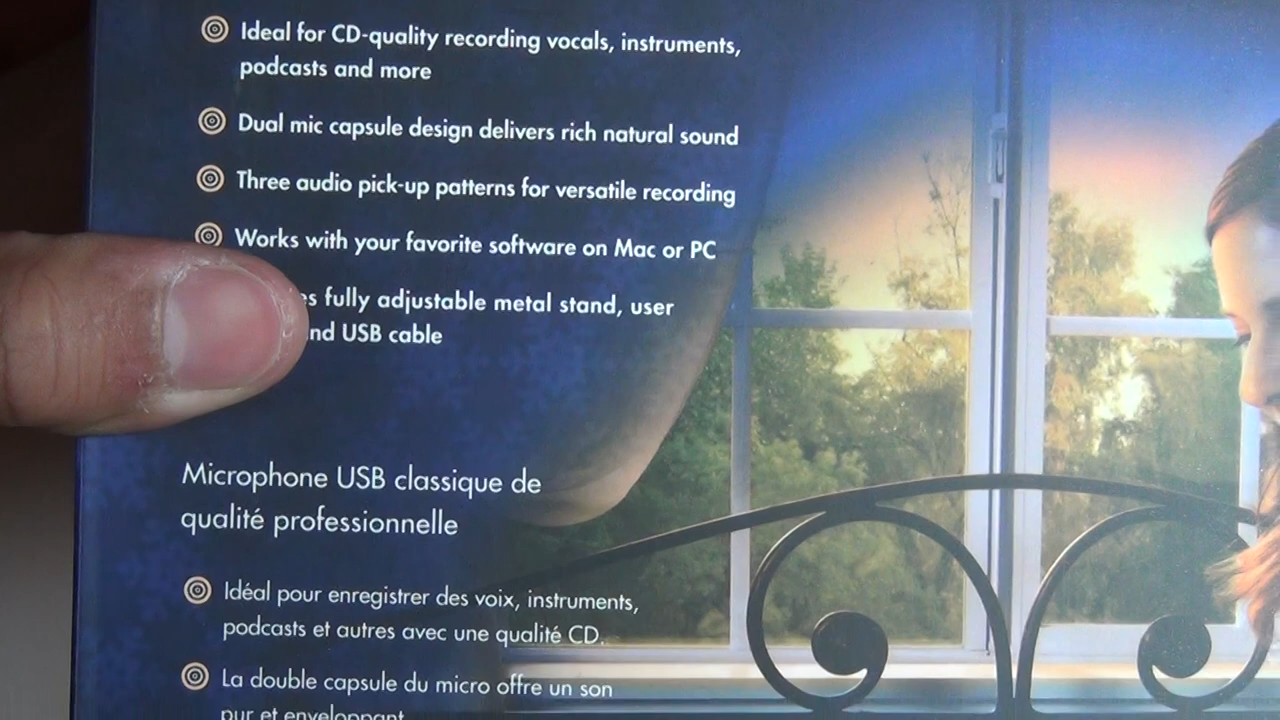 Ideal for CD-quality recording vocals, instruments,
podcasts and more
Dual mic capsule design delivers rich natural sound
Three audio pick-up patterns for versatile recording
Works with your favorite software on Mac or PC
fully adjustable metal stand, user
USB cable
Microphone USB classique de
qualité professionnelle
Idéal pour enregistrer des voix, instruments,
podcasts et autres avec une qualité CD.
La double capsule du micro offre un son
pur et enveloppant